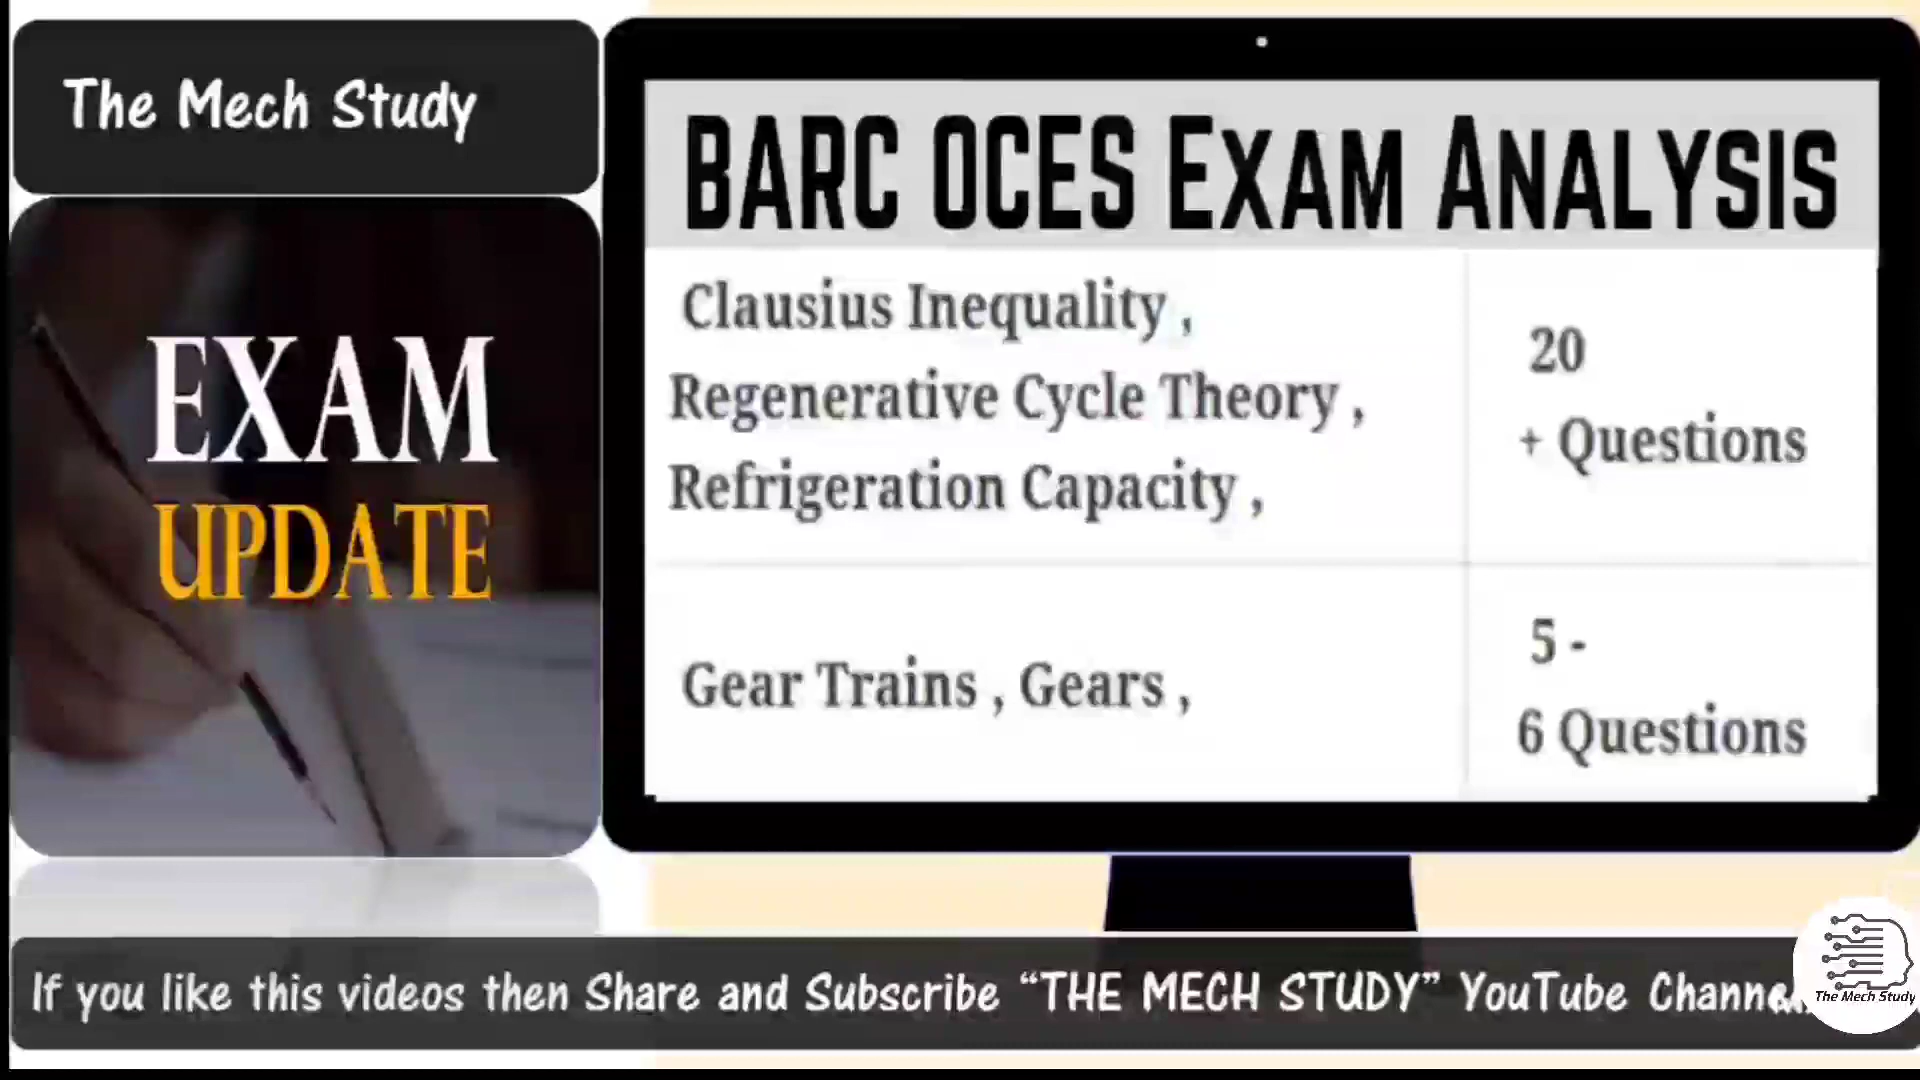 The Mech Study
EXAM
UPDATE
BARC OCES EXAM ANALYSIS
Clausius Inequality ,
Regenerative Cycle Theory ,
Refrigeration Capacity ,
20
+ Questions
Gear Trains , Gears ,
5 -
6 Questions
If you like this videos then Share and Subscribe “THE MECH STUDY” YouTube
The Mech Study